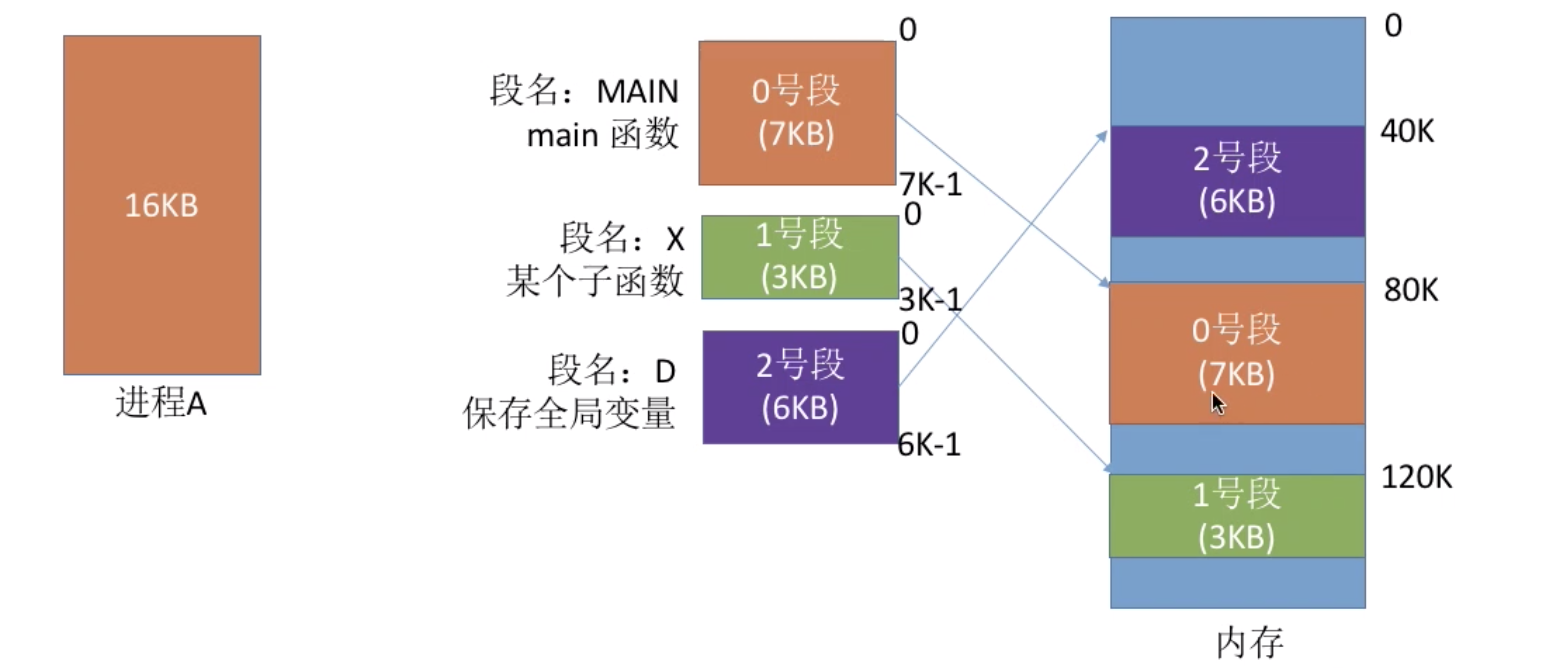 16KB
进程A
段名：MAIN
main 函数
0号段
(7KB)
0
7K-1
段名：X
某个子函数
1号段
(3KB)
0
3K-1
段名：D
保存全局变量
2号段
(6KB)
0
6K-1
0
40K
2号段
(6KB)
80K
0号段
(7KB)
120K
1号段
(3KB)
内存